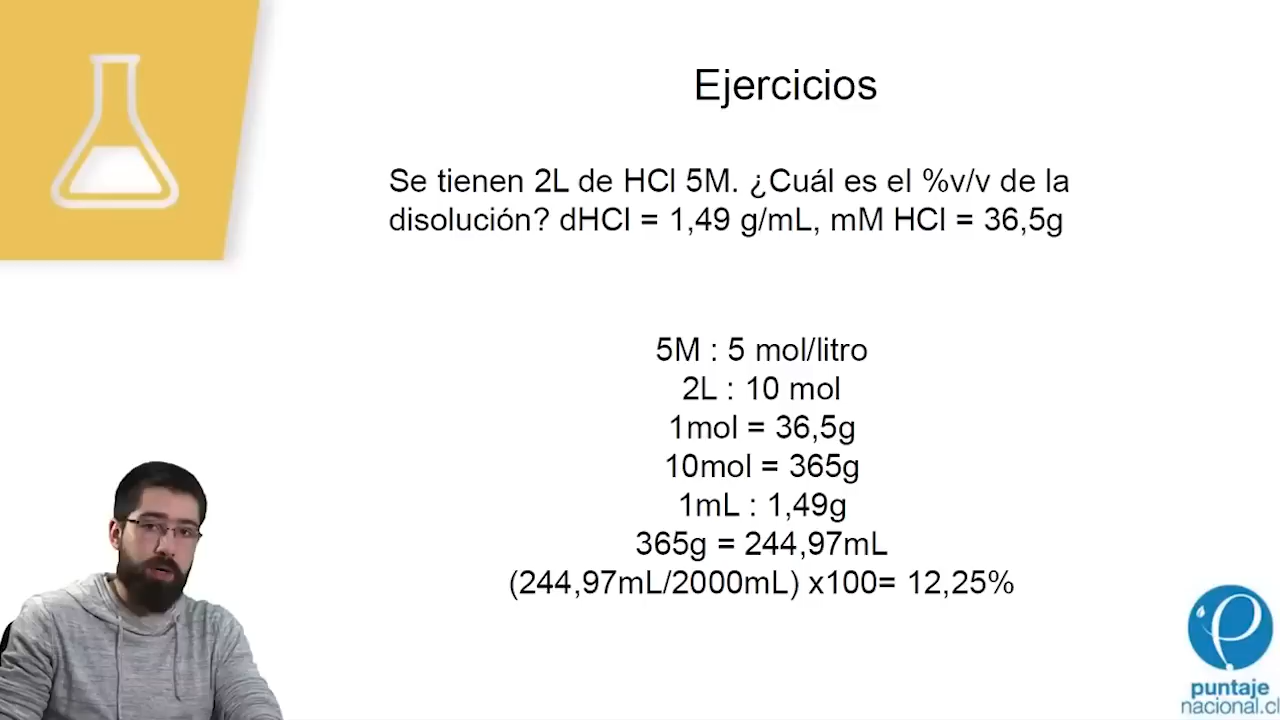 Ejercicios
Se tienen 2L de HCl 5M. ¿Cuál es el %v/v de la
disolución? dHCl = 1,49 g/mL, mM HCl = 36,5g
5M : 5 mol/litro
2L : 10 mol
1mol = 36,5g
10mol = 365g
1mL : 1,49g
365g = 244,97mL
(244,97mL/2000mL) x100= 12,25%
puntaje
nacional.cl